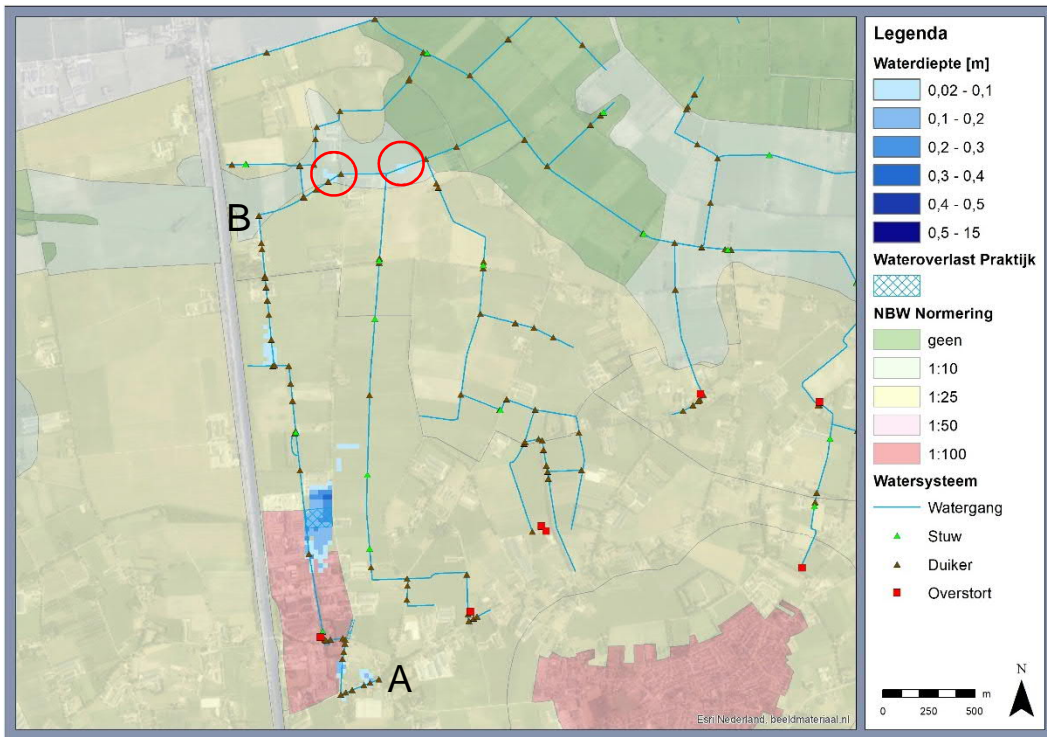 B
A
Esri Nederland, beeldmateriaal.nl
Legenda
Waterdiepte [m]
0,02 - 0,1
0,1 - 0,2
0,2 - 0,3
0,3 - 0,4
0,4 - 0,5
0,5 - 15
Wateroverlast Praktijk
NBW Normering
geen
1:10
1:25
1:50
1:100
Watersysteem
Watergang
Stuw
Duiker
Overstort
N
0 250 500 m